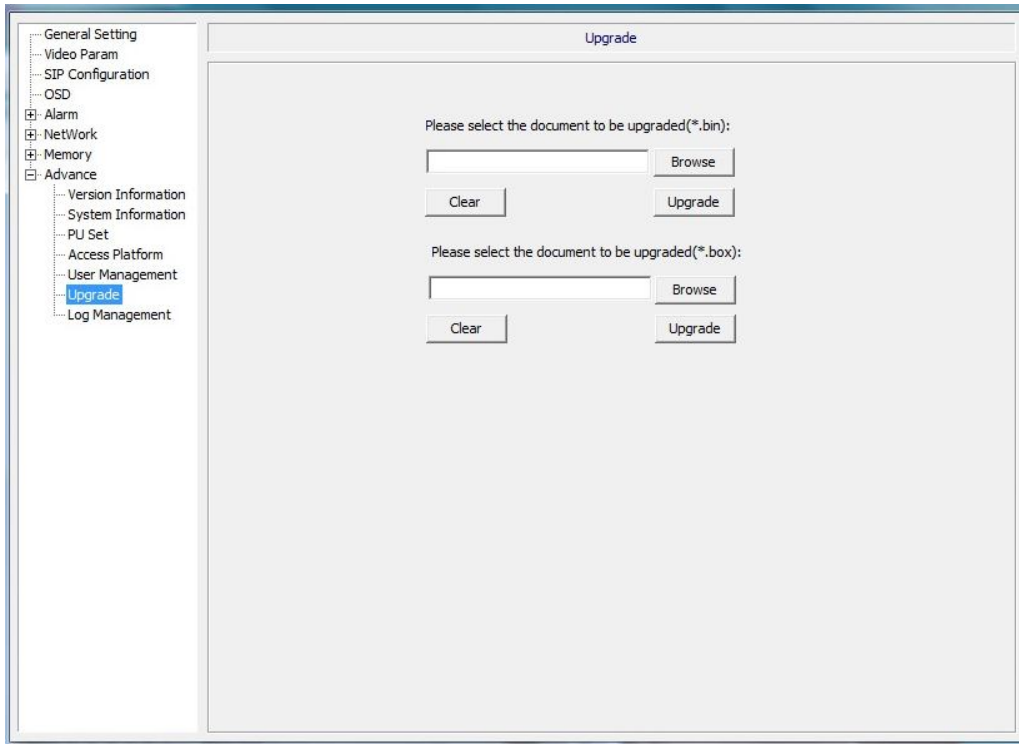 General Setting
Video Param
SIP Configuration
OSD
Alarm
NetWork
Memory
Advance
Version Information
System Information
PU Set
Access Platform
User Management
Upgrade
Log Management
Upgrade
Please select the document to be upgraded(*.bin):
Browse
Clear Upgrade
Please select the document to be upgraded(*.box):
Browse
Clear Upgrade